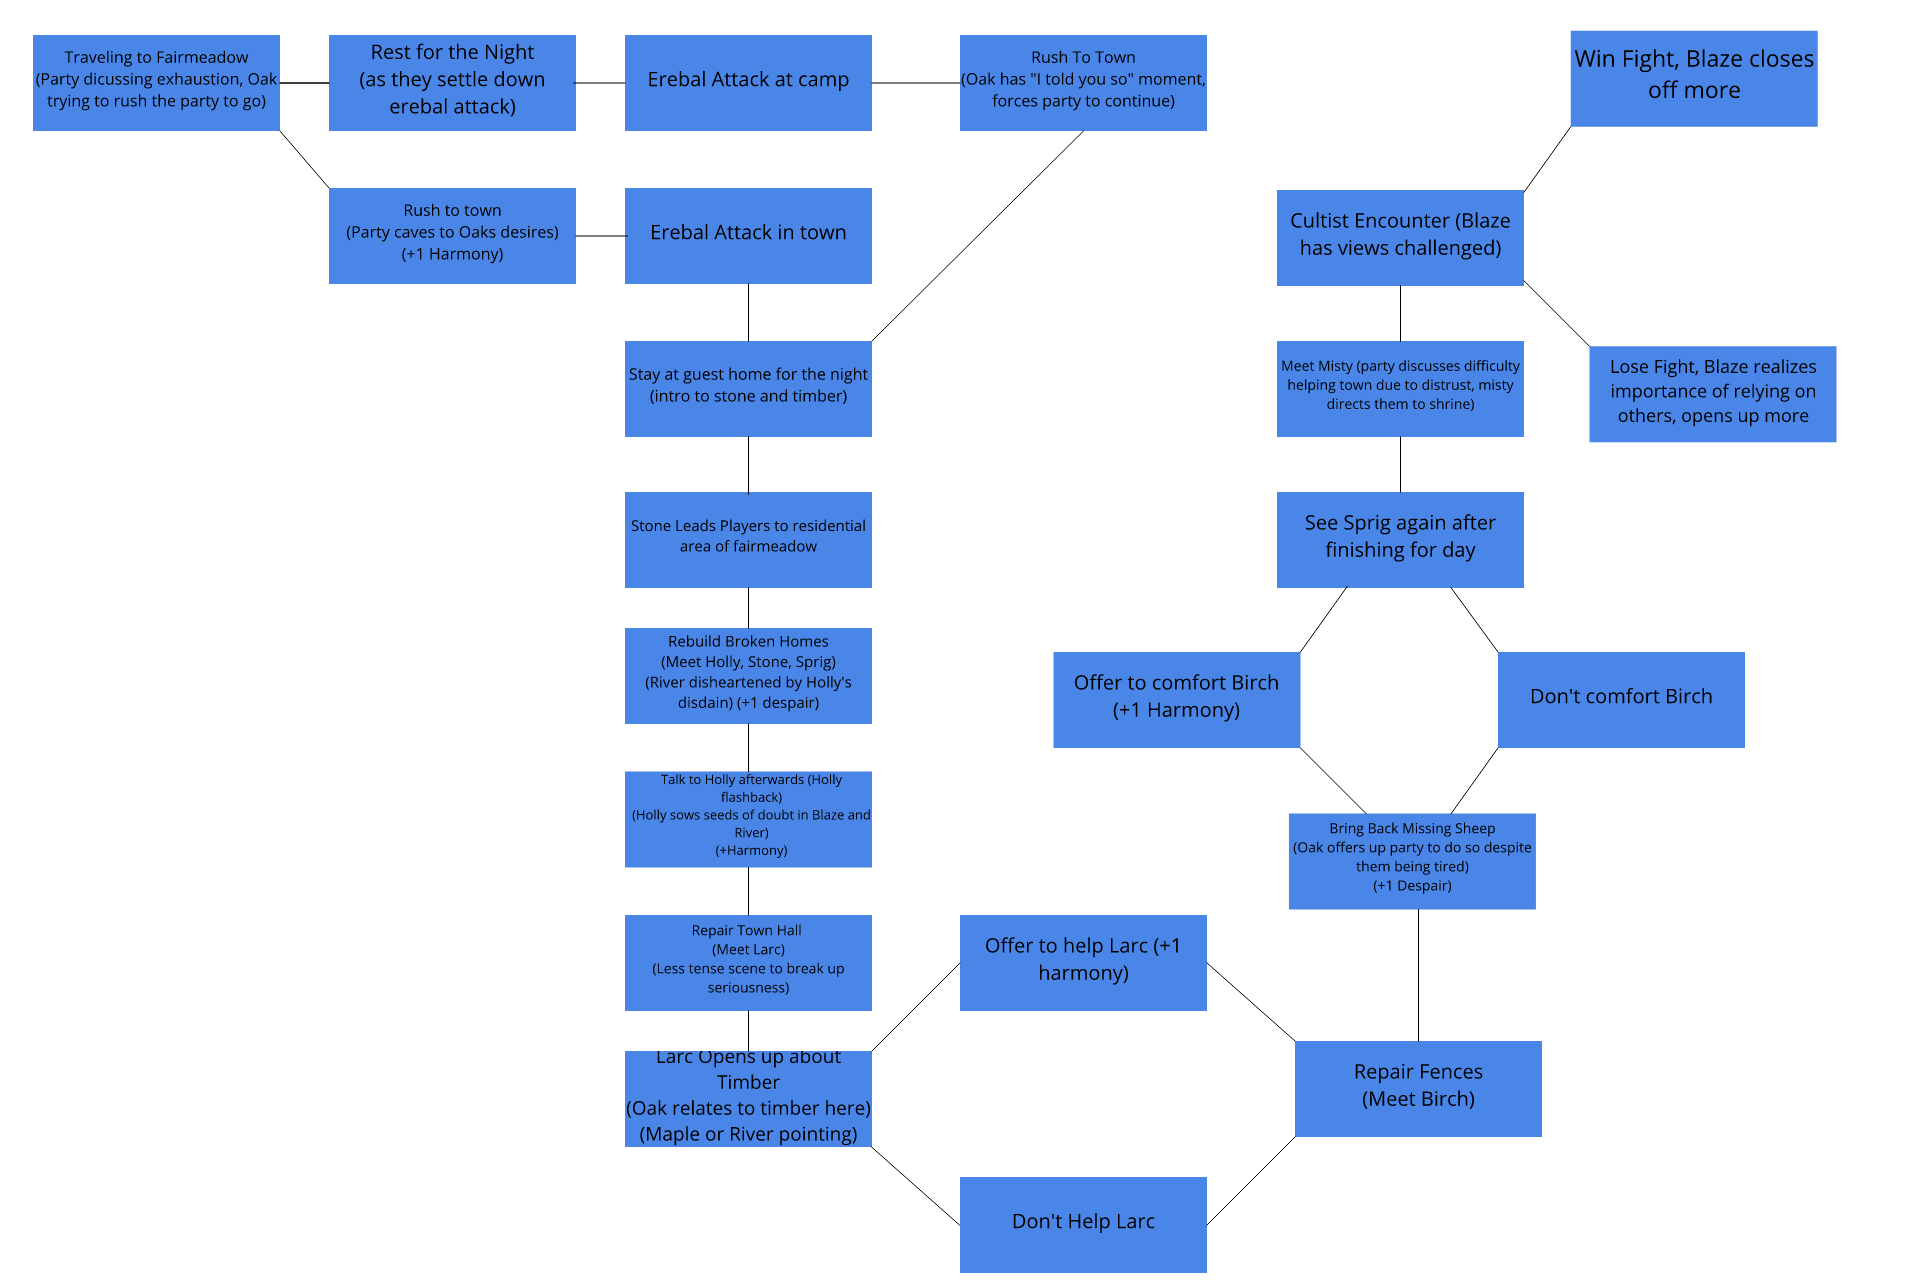 Traveling to Fairmeadow
(Party dicussing exhaustion, Oak
trying to rush the party to go)
Rest for the Night
(as they settle down
erebal attack)
Erebal Attack at camp
Rush To Town
(Oak has "I told you so" moment,
forces party to continue)
Win Fight, Blaze closes
off more
Rush to town
(Party caves to Oaks desires)
(+1 Harmony)
Erebal Attack in town
Cultist Encounter (Blaze
has views challenged)
Stay at guest home for the night
(intro to stone and timber)
Meet Misty (party discusses difficulty
helping town due to distrust, misty
directs them to shrine)
Lose Fight, Blaze realizes
importance of relying on
others, opens up more
Stone Leads Players to residential
area of fairmeadow
See Sprig again after
finishing for day
Rebuild Broken Homes
(Meet Holly, Stone, Sprig)
(River disheartened by Holly's
disdain) (+1 despair)
Offer to comfort Birch
(+1 Harmony)
Don't comfort Birch
Talk to Holly afterwards (Holly
flashback)
(Holly sows seeds of doubt in Blaze and
River)
(+Harmony)
Bring Back Missing Sheep
(Oak offers up party to do so despite
them being tired)
(+1 Despair)
Repair Town Hall
(Meet Larc)
(Less tense scene to break up
seriousness)
Offer to help Larc (+1
harmony)
Larc Opens up about
Timber
(Oak relates to timber here)
(Maple or River pointing)
Repair Fences
(Meet Birch)
Don't Help Larc